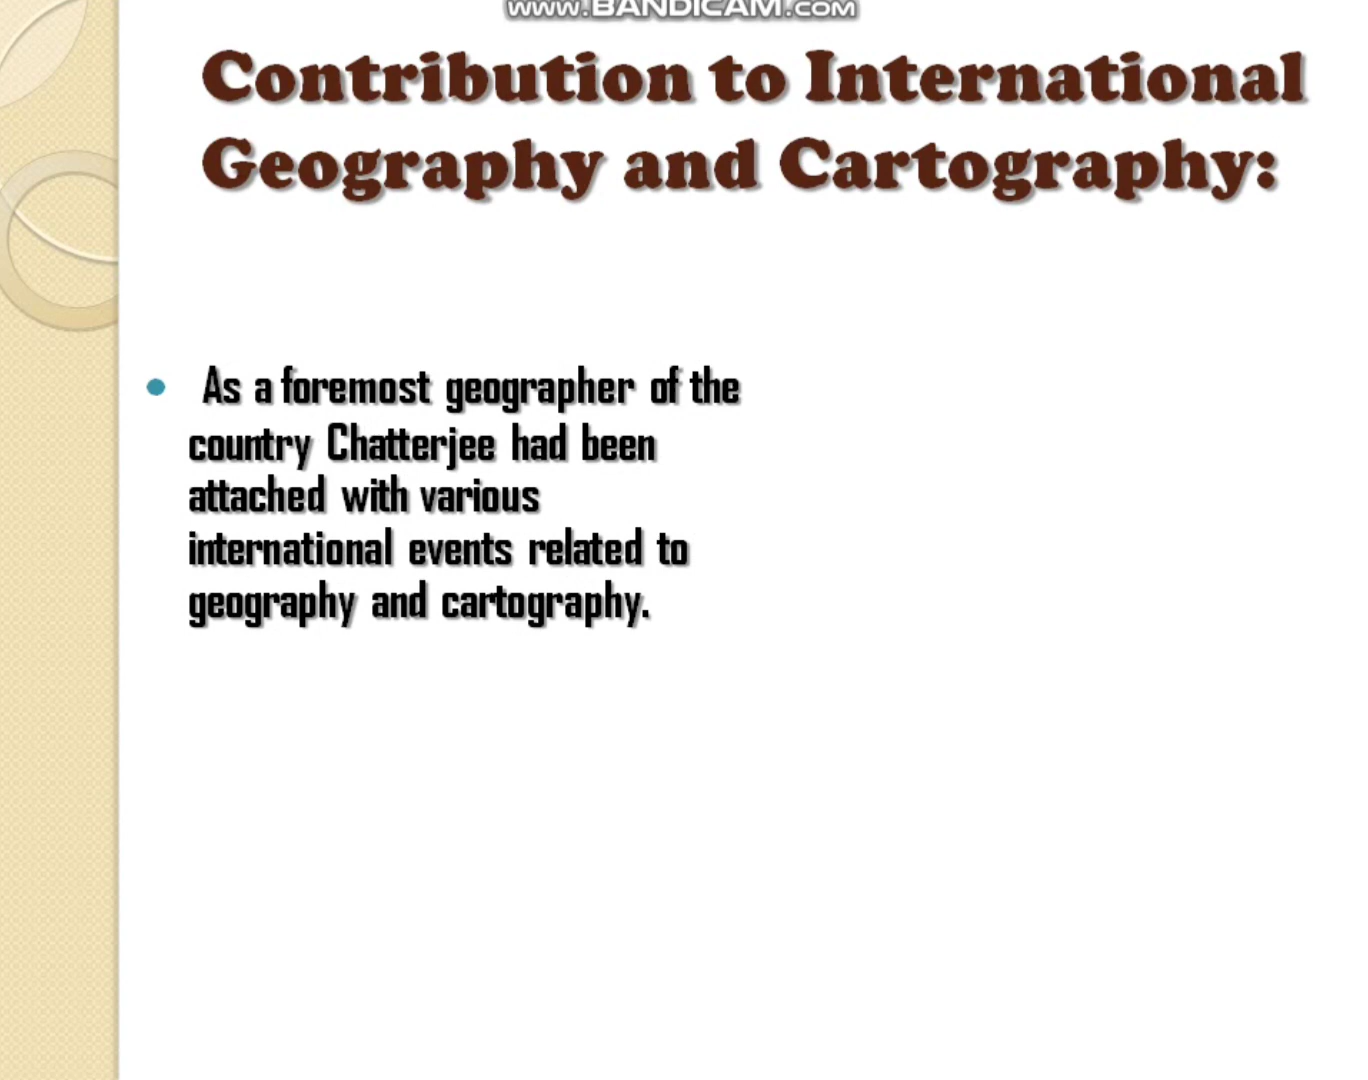 www.BANDICAM.com
Contribution to International
Geography and Cartography:
As a foremost geographer of the
country Chatterjee had been
attached with various
international events related to
geography and cartography.